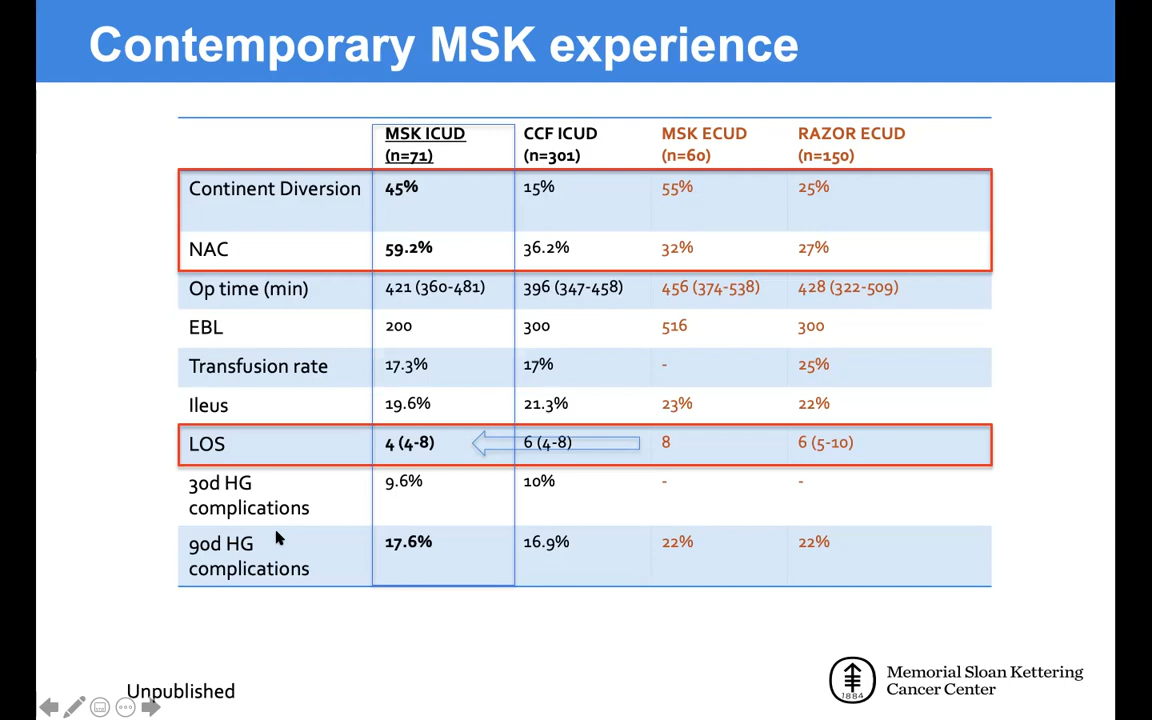 Contemporary MSK experience
MSK ICUD CCF ICUD MSK ECUD RAZOR ECUD
(n=71) (n=301) (n=60) (n=150)
Continent Diversion 45% 15% 55% 25%
NAC 59.2% 36.2% 32% 27%
Op time (min) 421 (360-481) 396 (347-458) 456 (374-538) 428 (322-509)
EBL 200 300 516 300
Transfusion rate 17.3% 17% - 25%
Ileus 19.6% 21.3% 23% 22%
LOS 4 (4-8) 6 (4-8) 8 6 (5-10)
30d HG 9.6% 10% - -
complications
90d HG 17.6% 16.9% 22% 22%
complications
Unpublished
1884
Memorial Sloan Kettering
Cancer Center